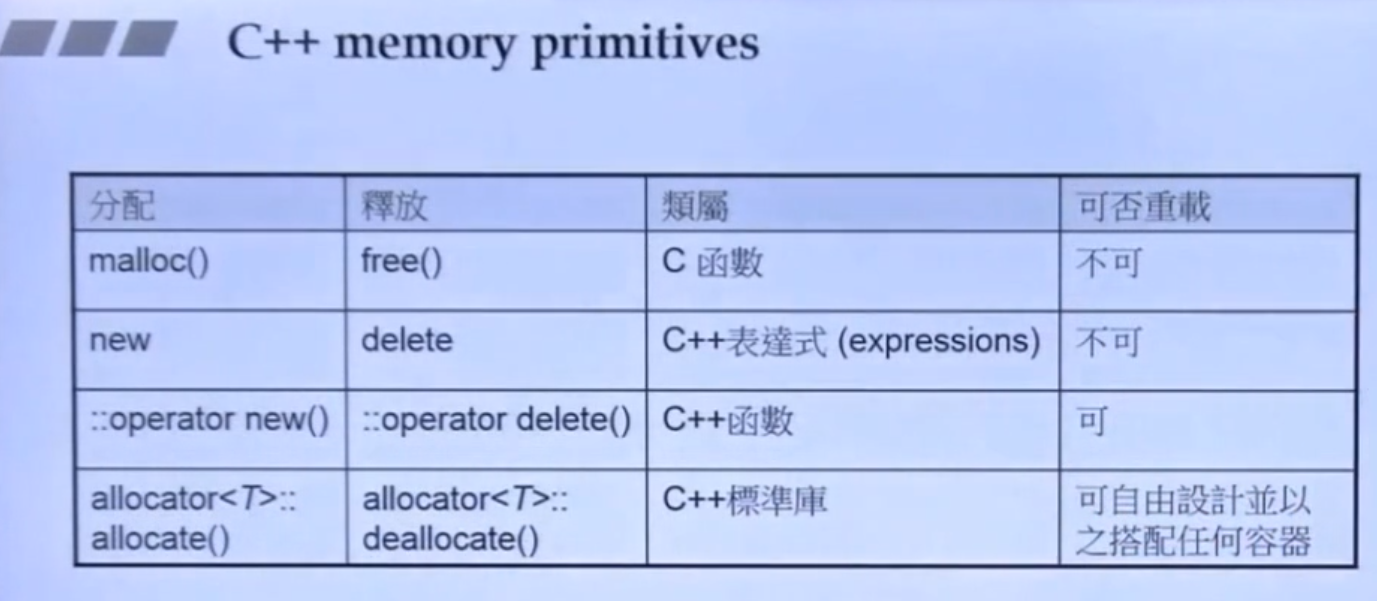 C++ memory primitives
分配 釋放 類屬 可否重載
malloc() free() C 函數 不可
new delete C++表達式 (expressions) 不可
::operator new() ::operator delete() C++函數 可
allocator<T>:: allocator<T>:: C++標準庫 可自由設計並以
allocate() deallocate() 之搭配任何容器